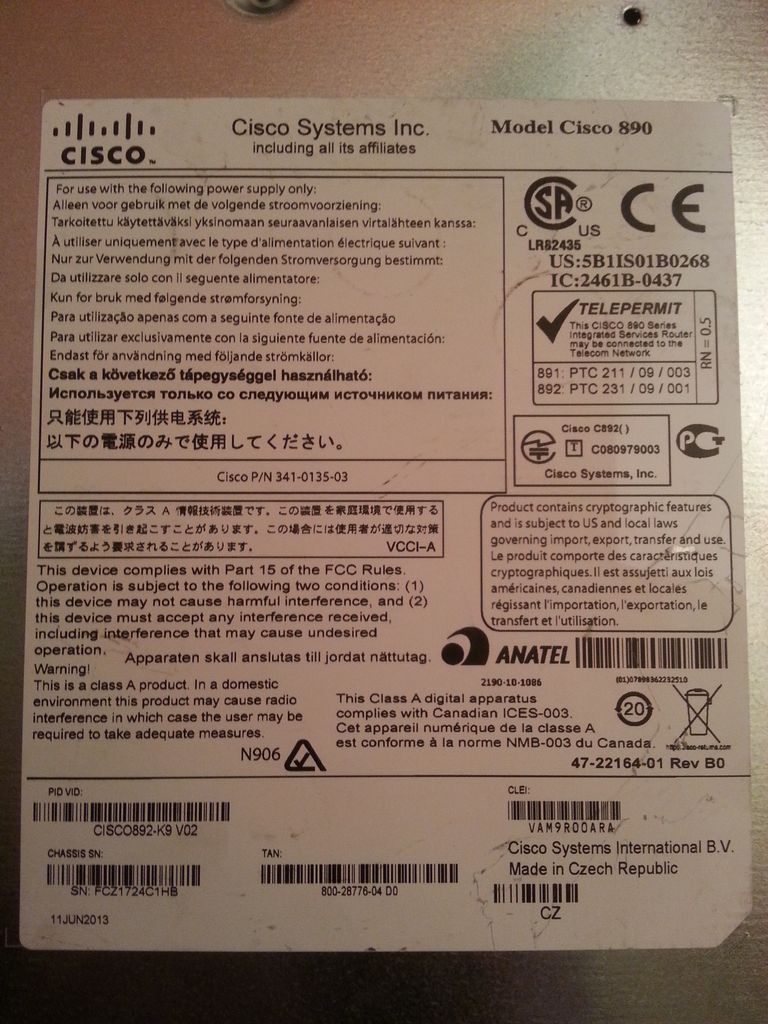 CISCO™
Cisco Systems Inc.
including all its affiliates
Model Cisco 890
For use with the following power supply only:
Alleen voor gebruik met de volgende stroomvoorziening:
Tarkoitettu käytettäväksi yksinomaan seuraavanlaisen virtalähteen kanssa:
À utiliser uniquement avec le type d'alimentation électrique suivant :
Nur zur Verwendung mit der folgenden Stromversorgung bestimmt:
Da utilizzare solo con il seguente alimentatore:
Kun for bruk med følgende strømforsyning:
Para utilização apenas com a seguinte fonte de alimentação
Para utilizar exclusivamente con la siguiente fuente de alimentación:
Endast för användning med följande strömkällor:
Csak a következő tápegységgel használható:
Используется только со следующим источником питания:
只能使用下列供电系统:
以下の電源のみで使用してください。
Cisco P/N 341-0135-03
C SA ® US
LR82435
CE
US:5B1IS01B0268
IC:2461B-0437
TELEPERMIT
This CISCO 890 Series
Integrated Services Router
may be connected to the
Telecom Network
RN = 0.5
891: PTC 211 / 09 / 003
892: PTC 231 / 09 / 001
Cisco C892( )
T C080979003
Cisco Systems, Inc.
この装置は、クラス A 情報技術装置です。この装置を家庭環境で使用する
と電波妨害を引き起こすことがあります。この場合には使用者が適切な対策
を講ずるよう要求されることがあります。 VCCI-A
Product contains cryptographic features
and is subject to US and local laws
governing import, export, transfer and use.
Le produit comporte des caractéristiques
cryptographiques. Il est assujetti aux lois
américaines, canadiennes et locales
régissant l'importation, l'exportation, le
transfert et l'utilisation.
This device complies with Part 15 of the FCC Rules.
Operation is subject to the following two conditions: (1)
this device may not cause harmful interference, and (2)
this device must accept any interference received,
including interference that may cause undesired
operation.
Apparaten skall anslutas till jordat nättutag.
Warning!
This is a class A product. In a domestic
environment this product may cause radio
interference in which case the user may be
required to take adequate measures.
N906
ANATEL
2190-10-1086
(01)07898362232510
This Class A digital apparatus
complies with Canadian ICES-003.
Cet appareil numérique de la classe A
est conforme à la norme NMB-003 du Canada.
20
47-22164-01 Rev B0
PID VID:
CISCO892-K9 V02
CLEI:
VAM9R00ARA
CHASSIS SN:
SN: FCZ1724C1HB
TAN:
800-28776-04 D0
Cisco Systems International B.V.
Made in Czech Republic
CZ
11JUN2013